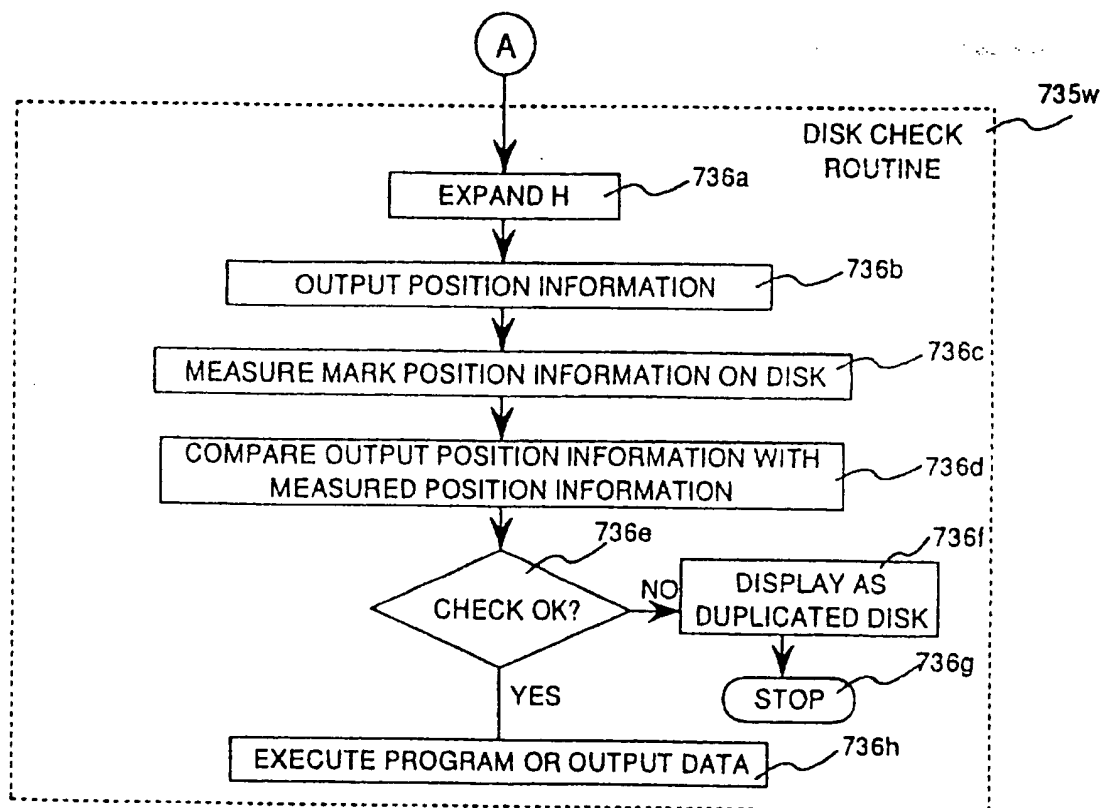 A
735w
DISK CHECK
ROUTINE
EXPAND H
736a
OUTPUT POSITION INFORMATION
736b
MEASURE MARK POSITION INFORMATION ON DISK
736c
COMPARE OUTPUT POSITION INFORMATION WITH
MEASURED POSITION INFORMATION
736d
736e
CHECK OK?
NO
736f
DISPLAY AS
DUPLICATED DISK
736g
STOP
YES
EXECUTE PROGRAM OR OUTPUT DATA
736h